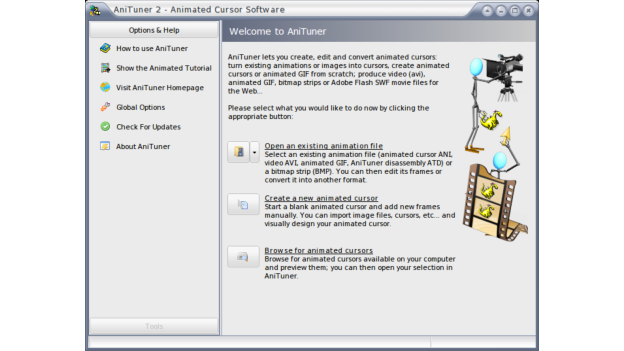 AniTuner 2 - Animated Cursor Software
Options & Help
How to use AniTuner
Show the Animated Tutorial
Visit AniTuner Homepage
Global Options
Check For Updates
About AniTuner
Tools
Welcome to AniTuner
AniTuner lets you create, edit and convert animated cursors:
turn existing animations or images into cursors, create animated
cursors or animated GIF from scratch; produce video (avi),
animated GIF, bitmap strips or Adobe Flash SWF movie files for
the Web...
Please select what you would like to do now by clicking the
appropriate button:
Open an existing animation file
Select an existing animation file (animated cursor ANI,
video AVI, animated GIF, AniTuner disassembly ATD) or
a bitmap strip (BMP). You can then edit its frames or
convert it into another format.
Create a new animated cursor
Start a blank animated cursor and add new frames
manually. You can import image files, cursors, etc... and
visually design your animated cursor.
Browse for animated cursors
Browse for animated cursors available on your computer
and preview them; you can then open your selection in
AniTuner.